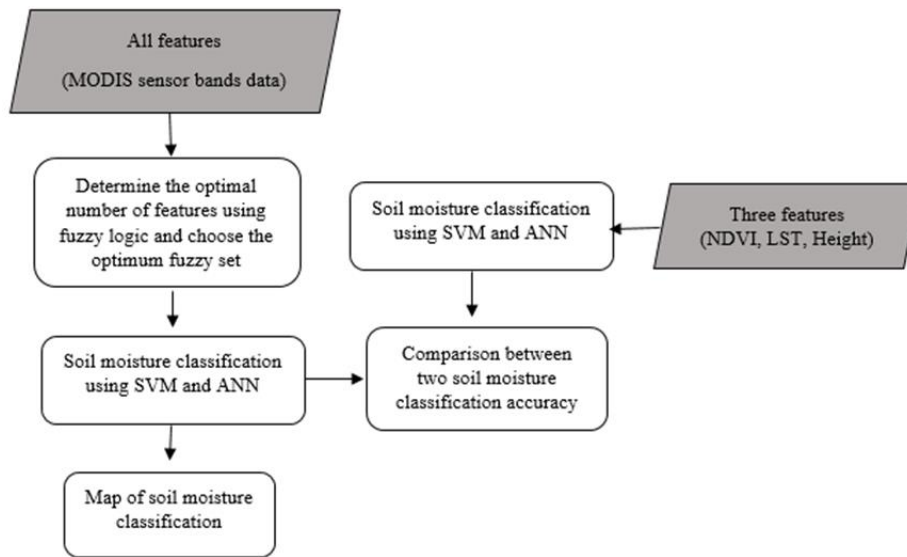 All features
(MODIS sensor bands data)
Determine the optimal
number of features using
fuzzy logic and choose the
optimum fuzzy set
Soil moisture classification
using SVM and ANN
Three features
(NDVI, LST, Height)
Soil moisture classification
using SVM and ANN
Comparison between
two soil moisture
classification accuracy
Map of soil moisture
classification